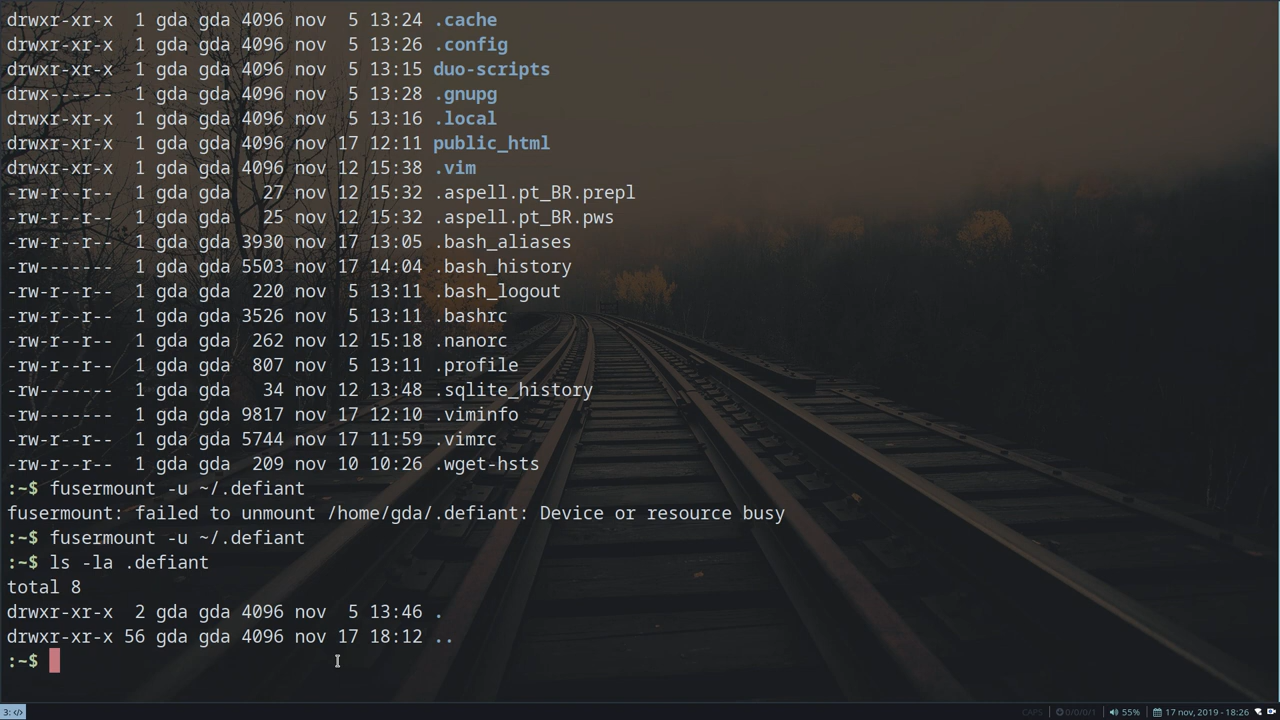 drwxr-xr-x  1 gda gda 4096 nov  5 13:24 .cache
drwxr-xr-x  1 gda gda 4096 nov  5 13:26 .config
drwxr-xr-x  1 gda gda 4096 nov  5 13:15 duo-scripts
drwx------  1 gda gda 4096 nov  5 13:28 .gnupg
drwxr-xr-x  1 gda gda 4096 nov  5 13:16 .local
drwxr-xr-x  1 gda gda 4096 nov 17 12:11 public_html
drwxr-xr-x  1 gda gda 4096 nov 12 15:38 .vim
-rw-r--r--  1 gda gda   27 nov 12 15:32 .aspell.pt_BR.prepl
-rw-r--r--  1 gda gda   25 nov 12 15:32 .aspell.pt_BR.pws
-rw-r--r--  1 gda gda 3930 nov 17 13:05 .bash_aliases
-rw-------  1 gda gda 5503 nov 17 14:04 .bash_history
-rw-r--r--  1 gda gda  220 nov  5 13:11 .bash_logout
-rw-r--r--  1 gda gda 3526 nov  5 13:11 .bashrc
-rw-r--r--  1 gda gda  262 nov 12 15:18 .nanorc
-rw-r--r--  1 gda gda  807 nov  5 13:11 .profile
-rw-------  1 gda gda   34 nov 12 13:48 .sqlite_history
-rw-------  1 gda gda 9817 nov 17 12:10 .viminfo
-rw-r--r--  1 gda gda 5744 nov 17 11:59 .vimrc
-rw-r--r--  1 gda gda  209 nov 10 10:26 .wget-hsts
:~$ fusermount -u ~/.defiant
fusermount: failed to unmount /home/gda/.defiant: Device or resource busy
:~$ fusermount -u ~/.defiant
:~$ ls -la .defiant
total 8
drwxr-xr-x  2 gda gda 4096 nov  5 13:46 .
drwxr-xr-x 56 gda gda 4096 nov 17 18:12 ..
:~$
3: </> CAPS 0/0/0/1 55% 17 nov, 2019 - 18:26